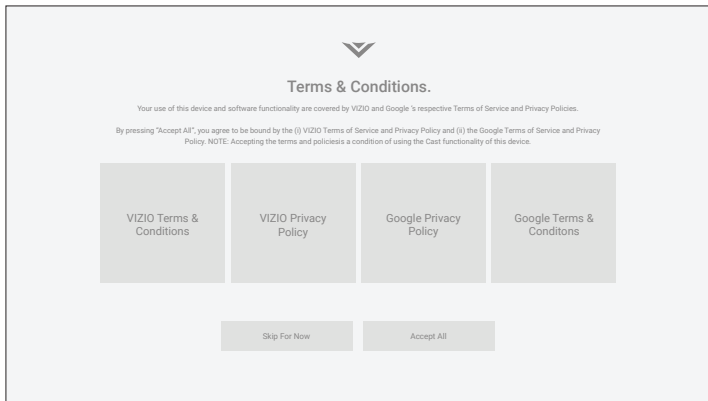 Terms & Conditions.
Your use of this device and software functionality are covered by VIZIO and Google 's respective Terms of Service and Privacy Policies.
By pressing "Accept All", you agree to be bound by the (i) VIZIO Terms of Service and Privacy Policy and (ii) the Google Terms of Service and Privacy
Policy. NOTE: Accepting the terms and policiesis a condition of using the Cast functionality of this device.
VIZIO Terms &
Conditions
VIZIO Privacy
Policy
Google Privacy
Policy
Google Terms &
Conditons
Skip For Now
Accept All